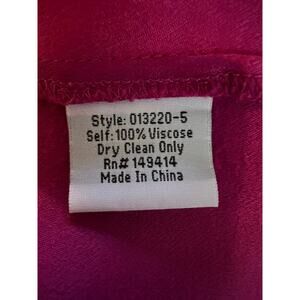 Style: 013220-5
Self: 100% Viscose
Dry Clean Only
Rn# 149414
Made In China